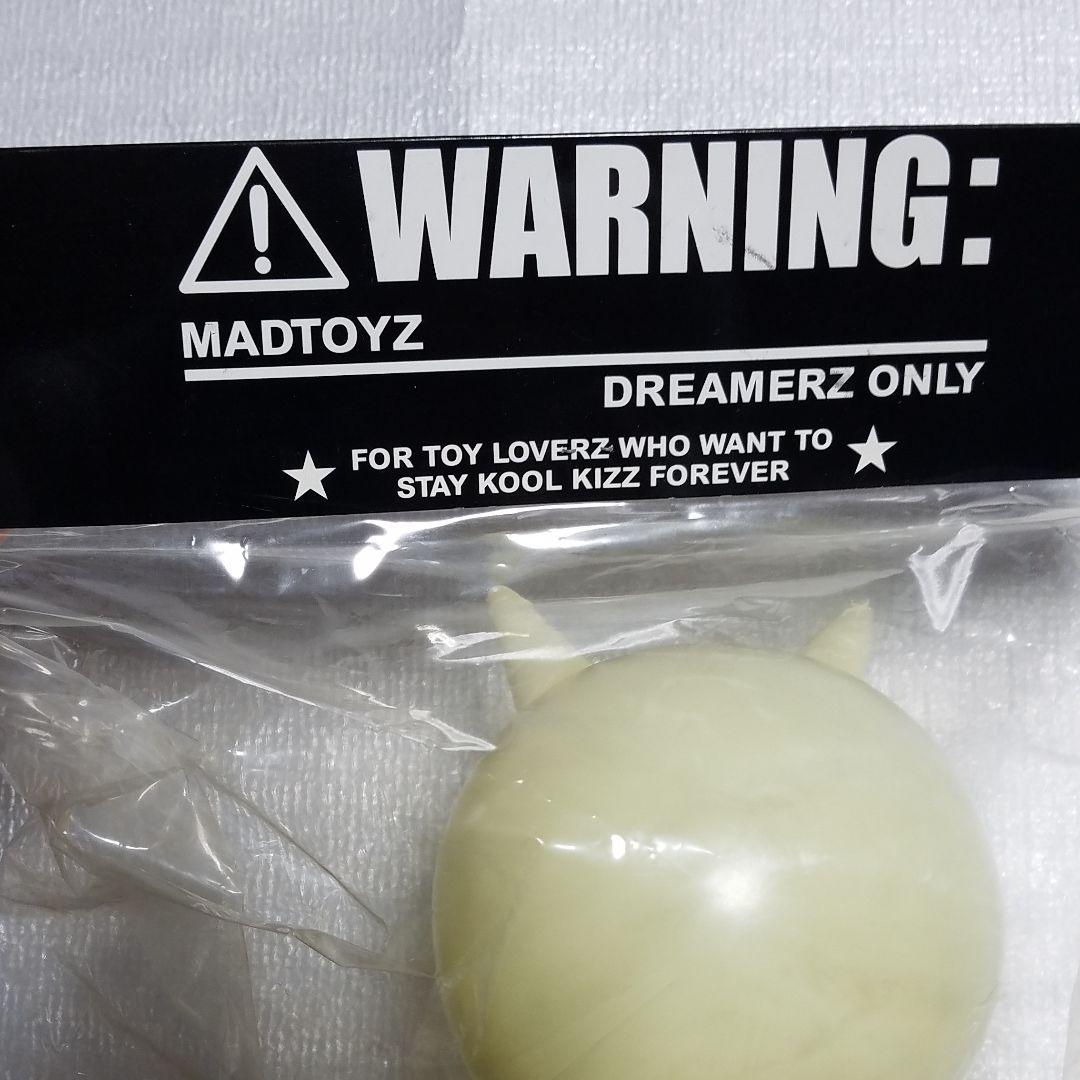 WARNING:
MADTOYZ
DREAMERZ ONLY
FOR TOY LOVERZ WHO WANT TO
STAY KOOL KIZZ FOREVER